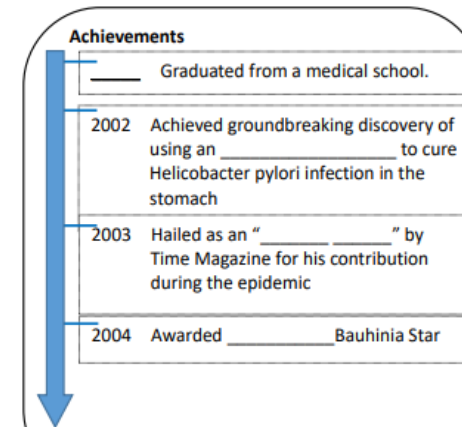 Achievements
_____ Graduated from a medical school.
2002 Achieved groundbreaking discovery of
using an __________________ to cure
Helicobacter pylori infection in the
stomach
2003 Hailed as an “_______ ______” by
Time Magazine for his contribution
during the epidemic
2004 Awarded ___________Bauhinia Star